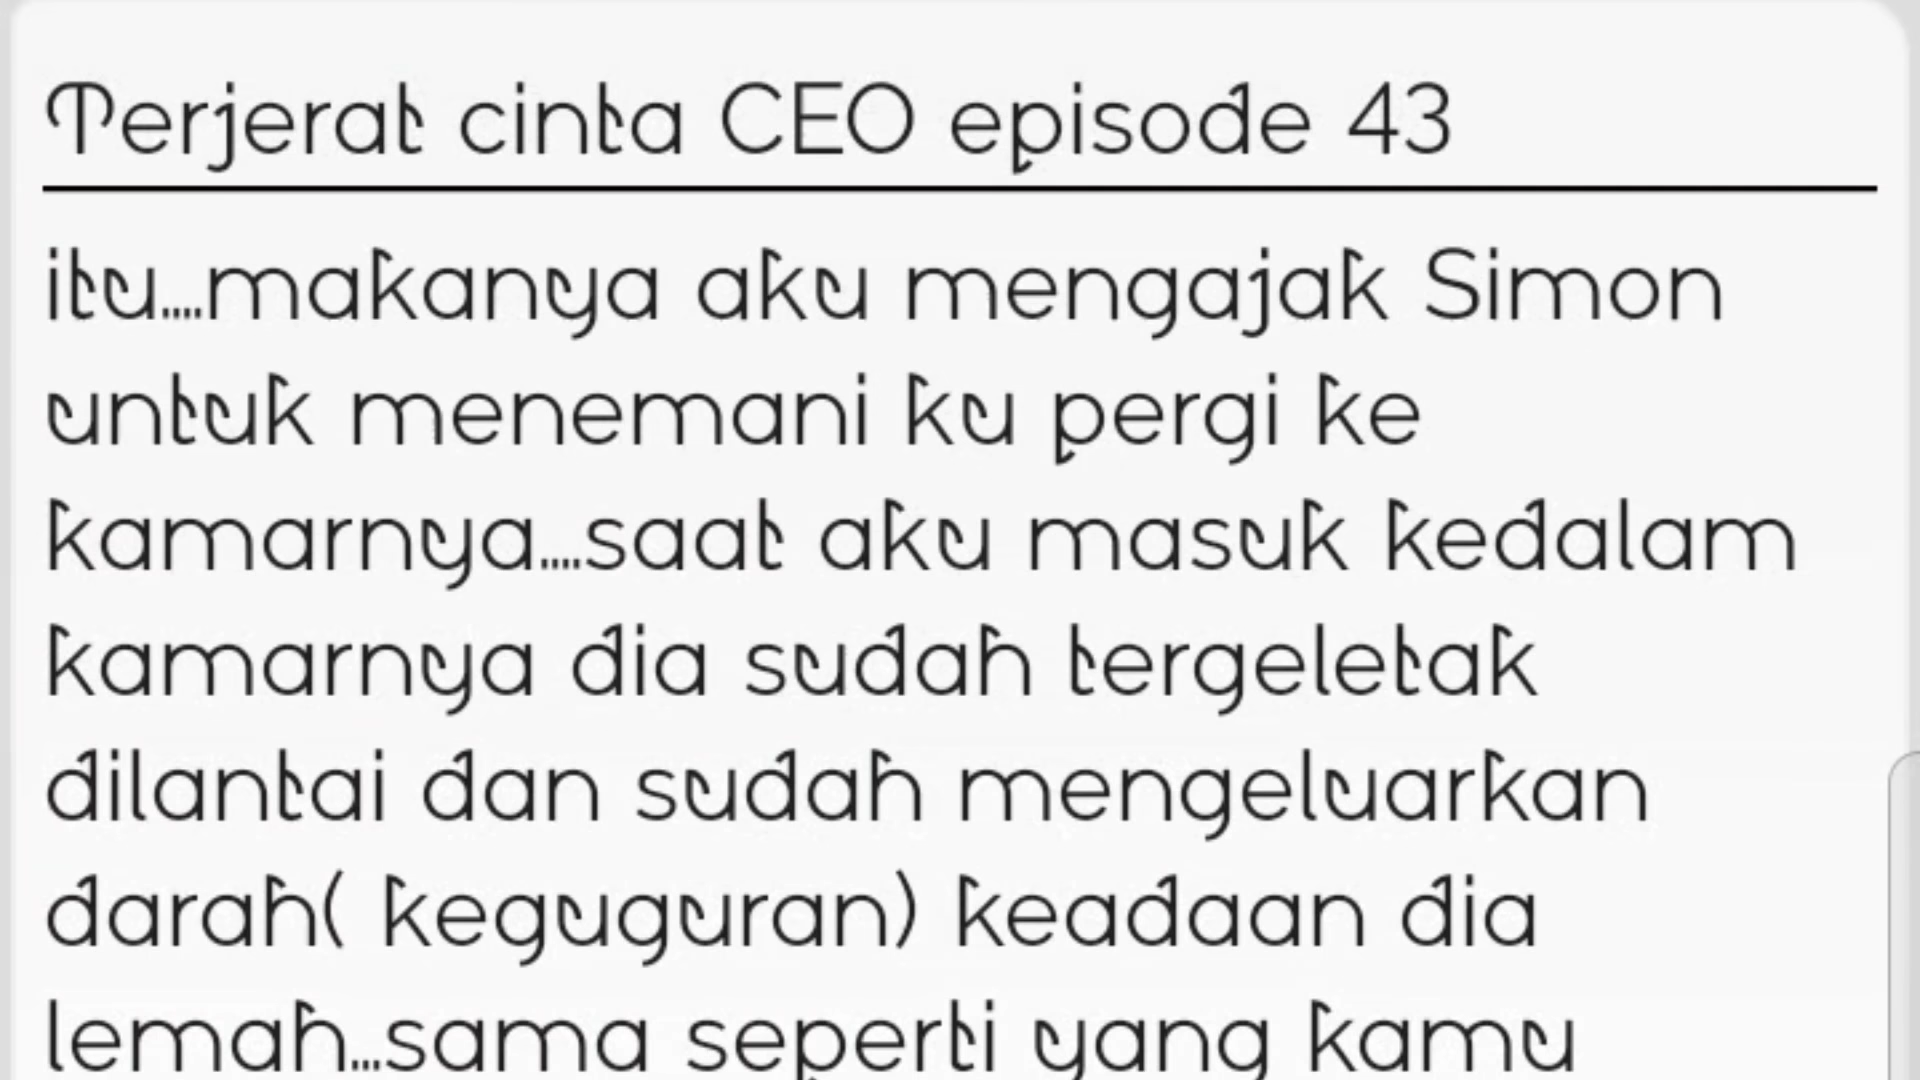 Terjerat cinta CEO episode 43
itu....makanya aku mengajak Simon
untuk menemani ku pergi ke
kamarnya....saat aku masuk kedalam
kamarnya dia sudah tergeletak
dilantai dan sudah mengeluarkan
darah( keguguran) keadaan dia
lemah...sama seperti yang kamu